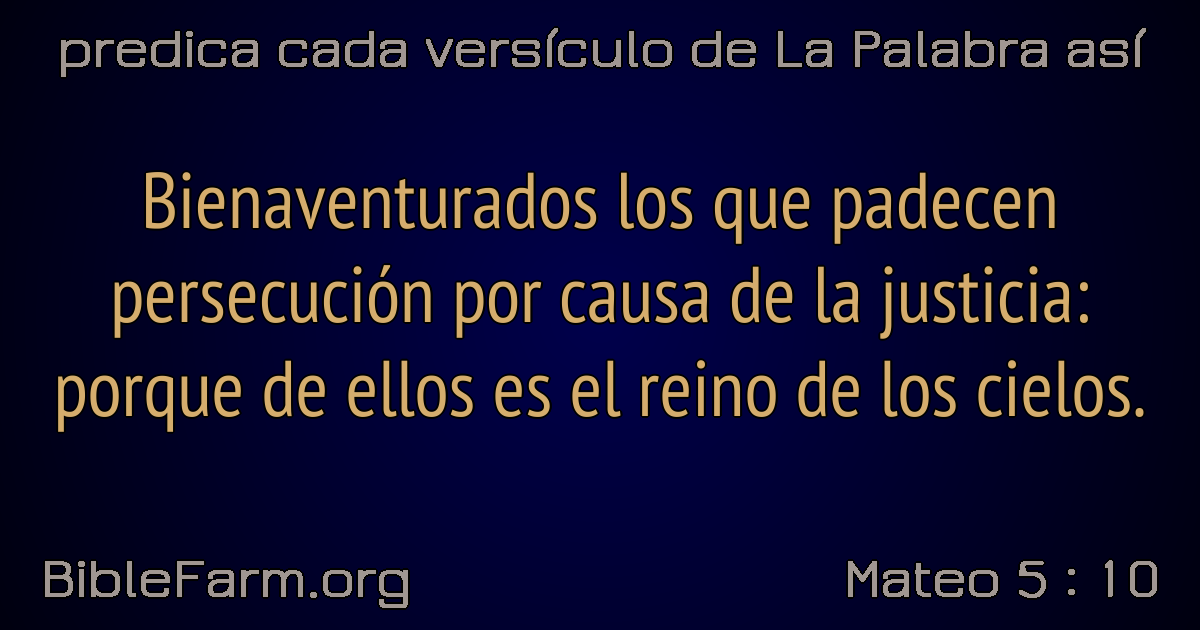 predica cada versículo de La Palabra así
Bienaventurados los que padecen
persecución por causa de la justicia:
porque de ellos es el reino de los cielos.
BibleFarm.org
Mateo 5 : 10